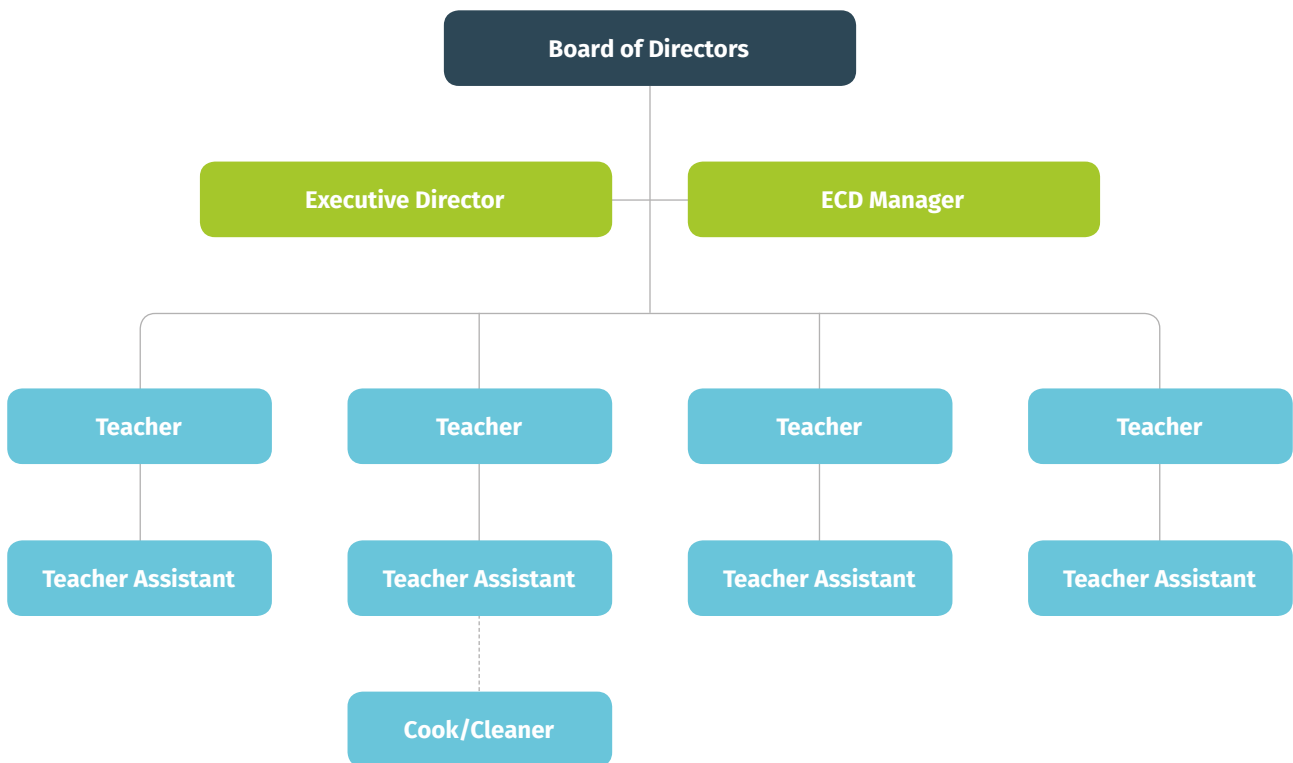 Board of Directors
Executive Director
ECD Manager
Teacher
Teacher
Teacher
Teacher
Teacher Assistant
Teacher Assistant
Teacher Assistant
Teacher Assistant
Cook/Cleaner